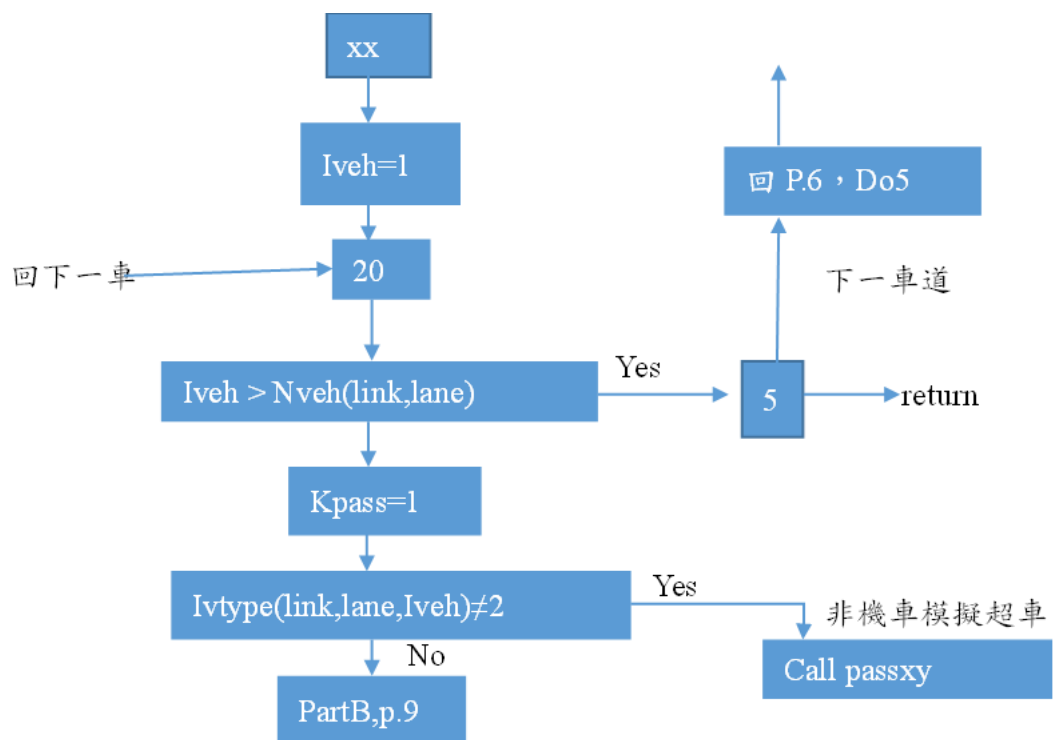 xx
Iveh=1
回 P.6，Do5
回下一車
20
下一車道
Iveh > Nveh(link,lane)
Yes
5
return
Kpass=1
Ivtype(link,lane,Iveh)≠2
Yes
非機車模擬超車
No
Call passxy
PartB,p.9